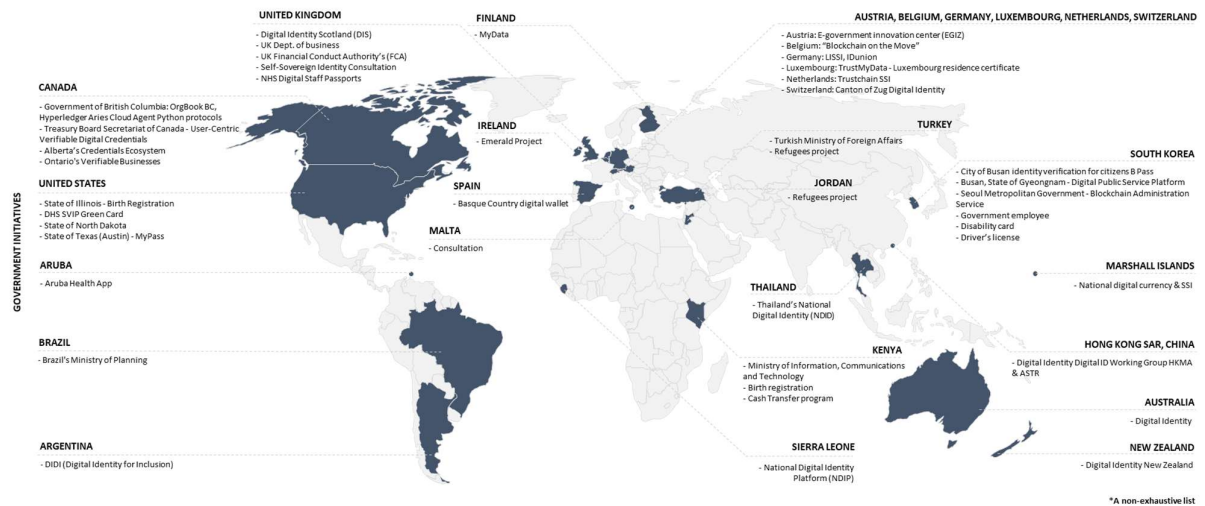 GOVERNMENT INITIATIVES
UNITED KINGDOM
- Digital Identity Scotland (DIS)
- UK Dept. of business
- UK Financial Conduct Authority's (FCA)
- Self-Sovereign Identity Consultation
- NHS Digital Staff Passports
FINLAND
- MyData
AUSTRIA, BELGIUM, GERMANY, LUXEMBOURG, NETHERLANDS, SWITZERLAND
- Austria: E-government innovation center (EGIZ)
- Belgium: "Blockchain on the Move"
- Germany: LISSI, IDunion
- Luxembourg: TrustMyData - Luxembourg residence certificate
- Netherlands: Trustchain SSI
- Switzerland: Canton of Zug Digital Identity
CANADA
- Government of British Columbia: OrgBook BC,
Hyperledger Aries Cloud Agent Python protocols
- Treasury Board Secretariat of Canada - User-Centric
Verifiable Digital Credentials
- Alberta's Credentials Ecosystem
- Ontario's Verifiable Businesses
IRELAND
- Emerald Project
TURKEY
- Turkish Ministry of Foreign Affairs
- Refugees project
SOUTH KOREA
- City of Busan identity verification for citizens B Pass
- Busan, State of Gyeongnam - Digital Public Service Platform
- Seoul Metropolitan Government - Blockchain Administration
Service
- Government employee
- Disability card
- Driver's license
UNITED STATES
- State of Illinois - Birth Registration
- DHS SVIP Green Card
- State of North Dakota
- State of Texas (Austin) - MyPass
SPAIN
- Basque Country digital wallet
JORDAN
- Refugees project
MALTA
- Consultation
ARUBA
- Aruba Health App
MARSHALL ISLANDS
- National digital currency & SSI
THAILAND
- Thailand's National
Digital Identity (NDID)
BRAZIL
- Brazil's Ministry of Planning
KENYA
- Ministry of Information, Communications
and Technology
- Birth registration
- Cash Transfer program
HONG KONG SAR, CHINA
- Digital Identity Digital ID Working Group HKMA
& ASTR
AUSTRALIA
- Digital Identity
ARGENTINA
- DIDI (Digital Identity for Inclusion)
SIERRA LEONE
- National Digital Identity
Platform (NDIP)
NEW ZEALAND
- Digital Identity New Zealand
*A non-exhaustive list